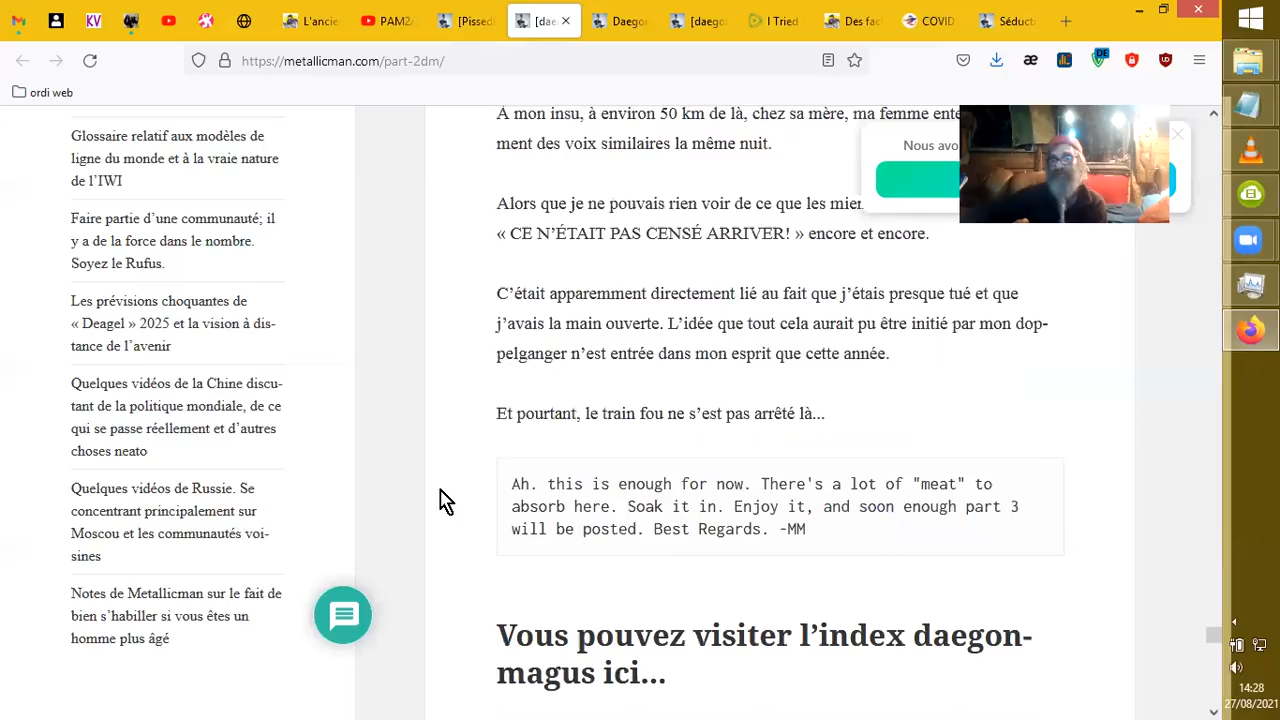 KV
L'ancie
PAM2A
[Pissed
[dae
Daego
[daego
I Tried
Des fac
COVID
Séducti
https://metallicman.com/part-2dm/
DE
ordi web
Glossaire relatif aux modèles de
ligne du monde et à la vraie nature
de l'IWI
Faire partie d'une communauté; il
y a de la force dans le nombre.
Soyez le Rufus.
Les prévisions choquantes de
« Deagel » 2025 et la vision à dis-
tance de l'avenir
Quelques vidéos de la Chine discu-
tant de la politique mondiale, de ce
qui se passe réellement et d'autres
choses neato
Quelques vidéos de Russie. Se
concentrant principalement sur
Moscou et les communautés voi-
sines
Notes de Metallicman sur le fait de
bien s'habiller si vous êtes un
homme plus âgé
À mon insu, à environ 50 km de là, chez sa mère, ma femme ente
ment des voix similaires la même nuit.
Nous avo
Alors que je ne pouvais rien voir de ce que les mien
« CE N'ÉTAIT PAS CENSÉ ARRIVER! » encore et encore.
C'était apparemment directement lié au fait que j'étais presque tué et que
j'avais la main ouverte. L'idée que tout cela aurait pu être initié par mon dop-
pelganger n'est entrée dans mon esprit que cette année.
Et pourtant, le train fou ne s'est pas arrêté là...
Ah. this is enough for now. There's a lot of "meat" to
absorb here. Soak it in. Enjoy it, and soon enough part 3
will be posted. Best Regards. -MM
Vous pouvez visiter l'index daegon-
magus ici...
14:28
27/08/2021